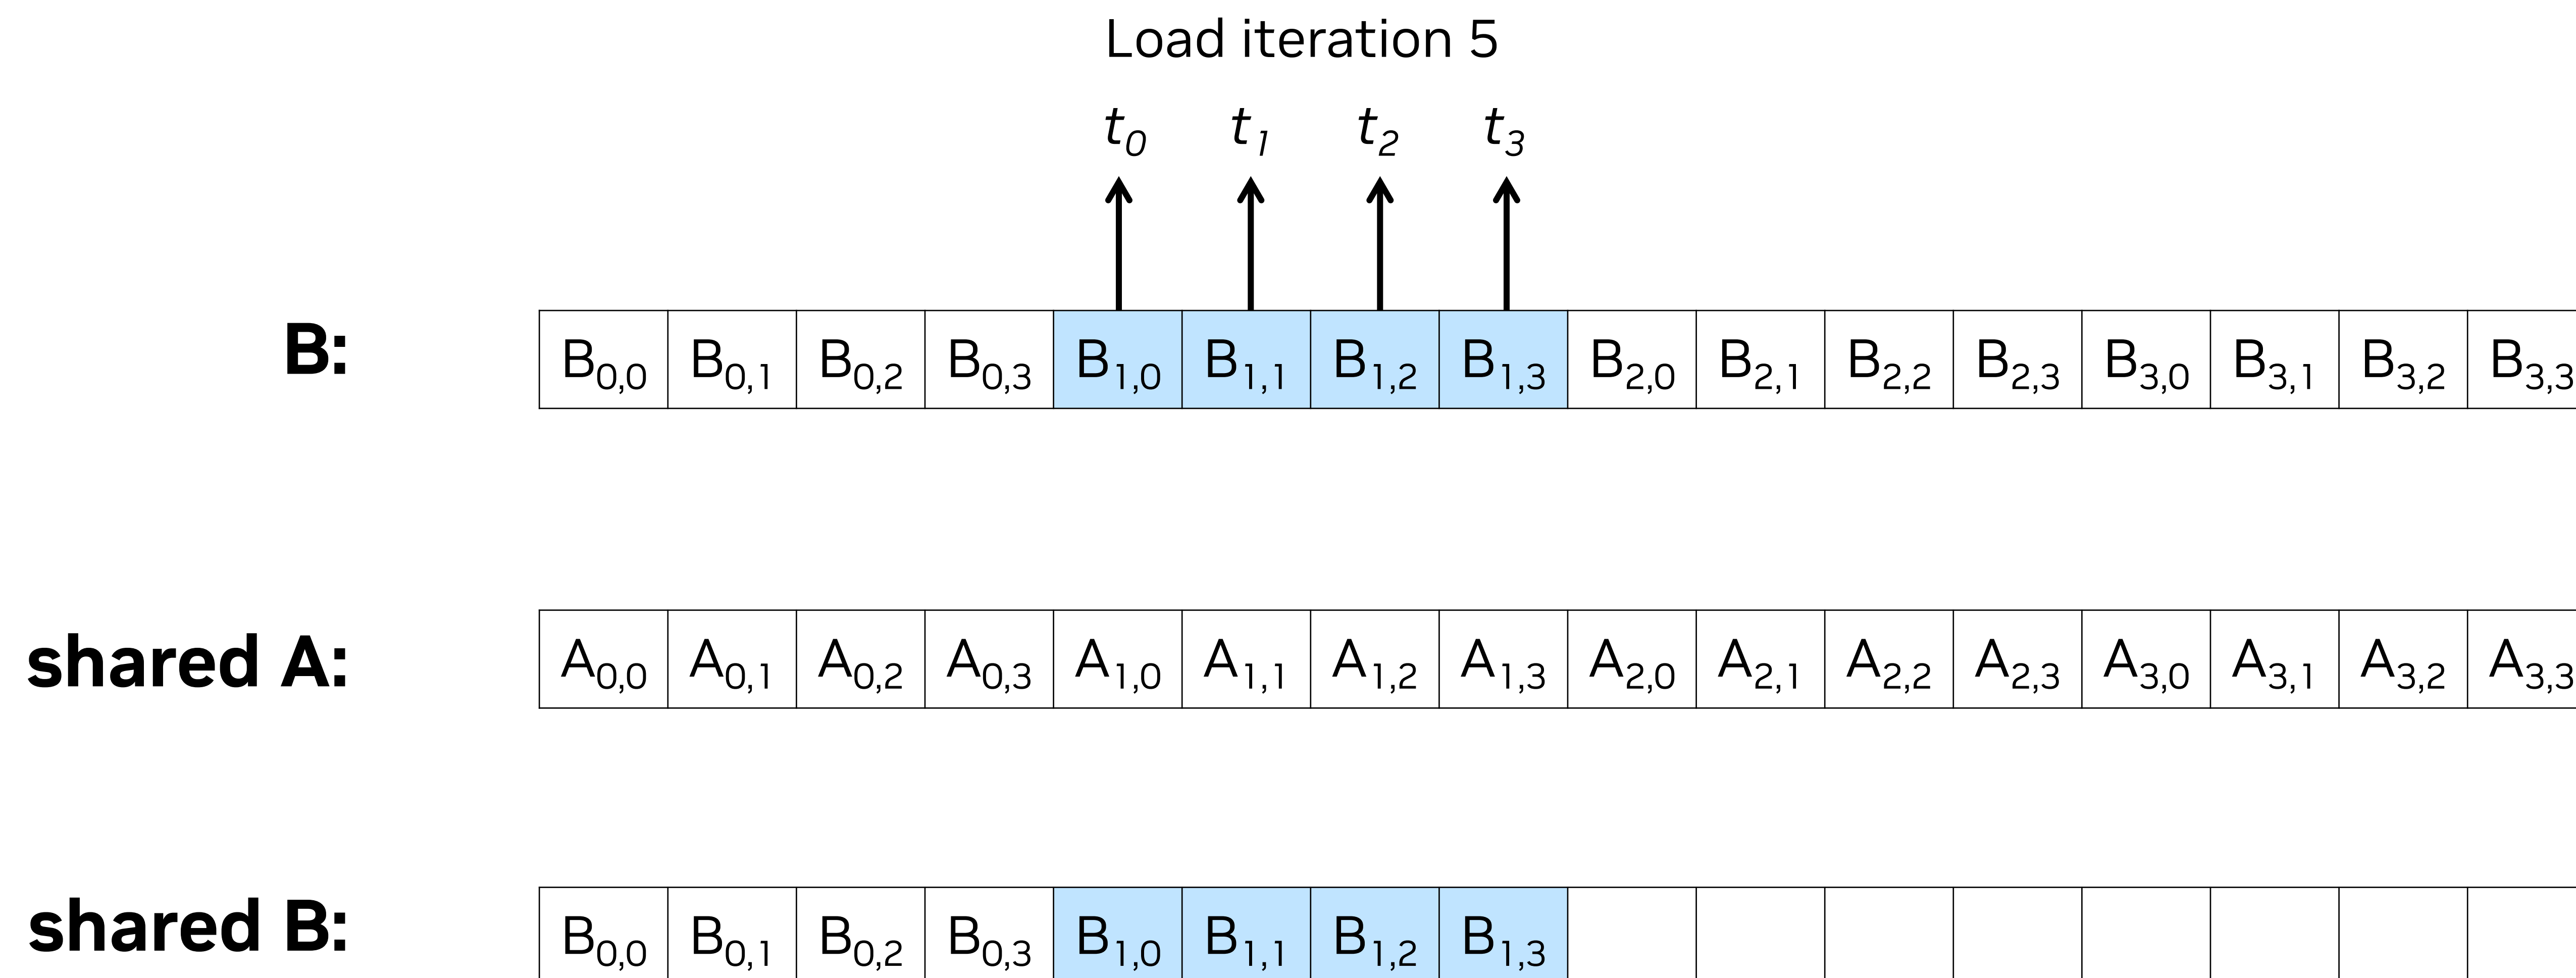 Load iteration 5
t0 t1 t2 t3
B: B0,0 B0,1 B0,2 B0,3 B1,0 B1,1 B1,2 B1,3 B2,0 B2,1 B2,2 B2,3 B3,0 B3,1 B3,2 B3,3
shared A: A0,0 A0,1 A0,2 A0,3 A1,0 A1,1 A1,2 A1,3 A2,0 A2,1 A2,2 A2,3 A3,0 A3,1 A3,2 A3,3
shared B: B0,0 B0,1 B0,2 B0,3 B1,0 B1,1 B1,2 B1,3